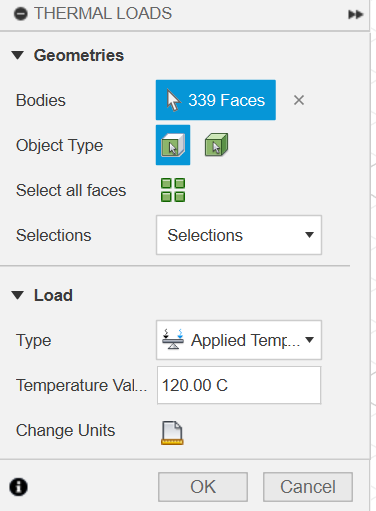 THERMAL LOADS
Geometries
Bodies 339 Faces
Object Type
Select all faces
Selections Selections
Load
Type Applied Temp...
Temperature Val... 120.00 C
Change Units
OK Cancel